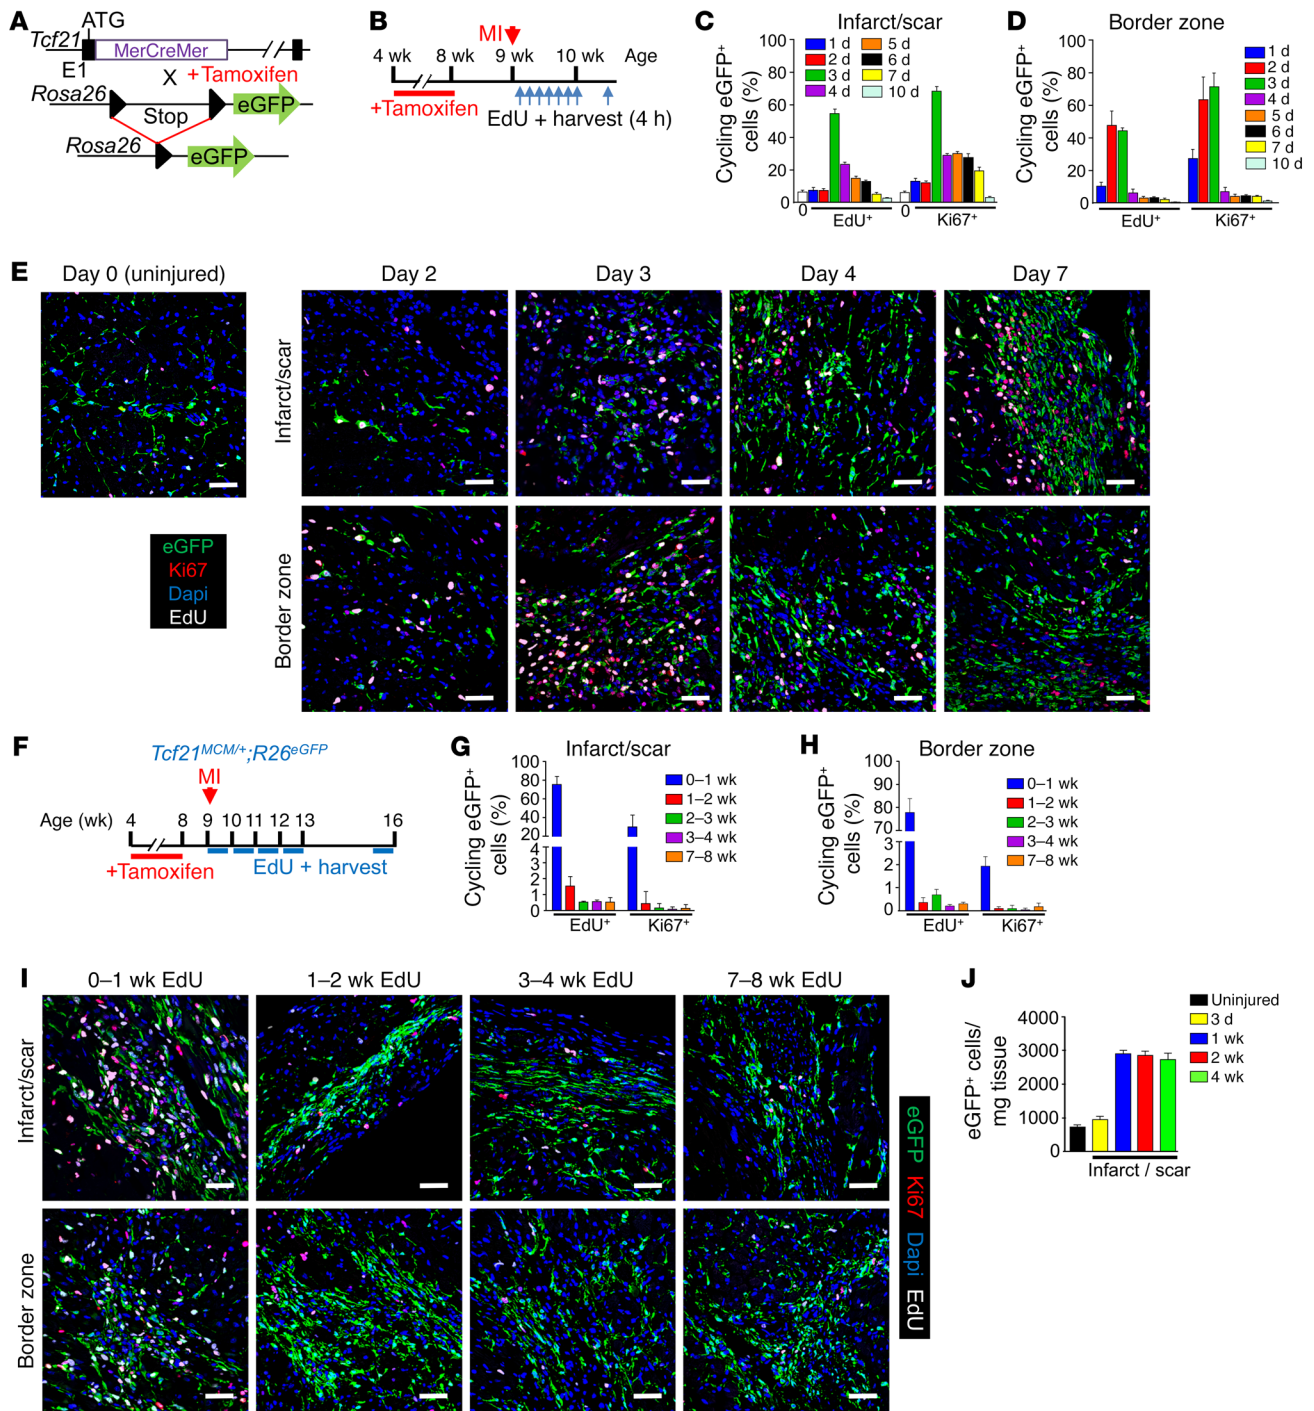 A
ATG
Tcf21
MerCreMer
E1
X
+Tamoxifen
Rosa26
Stop
eGFP
Rosa26
eGFP
B
MI
4 wk
8 wk
9 wk
10 wk
Age
+Tamoxifen
EdU + harvest (4 h)
C
Infarct/scar
Cycling eGFP+
cells (%)
100
80
60
40
20
0
1 d
2 d
3 d
4 d
5 d
6 d
7 d
10 d
0
EdU+
0
Ki67+
D
Border zone
Cycling eGFP+
cells (%)
100
80
60
40
20
0
1 d
2 d
3 d
4 d
5 d
6 d
7 d
10 d
EdU+
Ki67+
E
Day 0 (uninjured)
Day 2
Day 3
Day 4
Day 7
Infarct/scar
Border zone
eGFP
Ki67
Dapi
EdU
F
Tcf21MCM/+;R26eGFP
MI
Age (wk)
4
8
9
10
11
12
13
16
+Tamoxifen
EdU + harvest
G
Infarct/scar
Cycling eGFP+
cells (%)
100
80
60
40
20
4
3
2
1
0
0–1 wk
1–2 wk
2–3 wk
3–4 wk
7–8 wk
EdU+
Ki67+
H
Border zone
Cycling eGFP+
cells (%)
100
90
80
70
3
2
1
0
0–1 wk
1–2 wk
2–3 wk
3–4 wk
7–8 wk
EdU+
Ki67+
I
0–1 wk EdU
1–2 wk EdU
3–4 wk EdU
7–8 wk EdU
Infarct/scar
Border zone
eGFP Ki67 Dapi EdU
J
eGFP+ cells/
mg tissue
4000
3000
2000
1000
0
Uninjured
3 d
1 wk
2 wk
4 wk
Infarct / scar